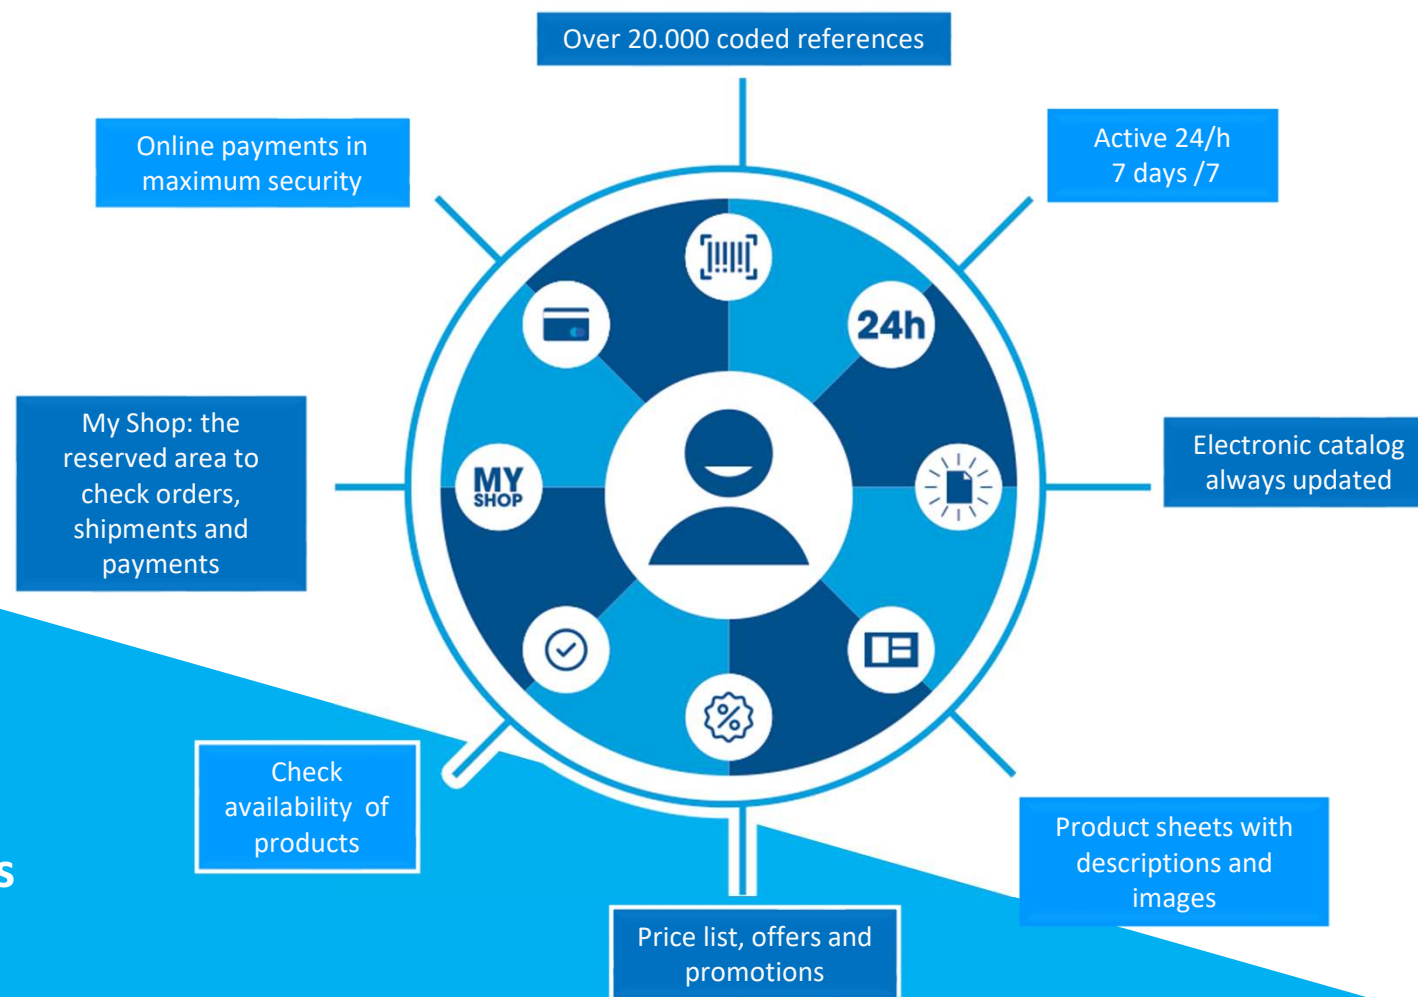 Over 20.000 coded references
Online payments in
maximum security
Active 24/h
7 days /7
24h
My Shop: the
reserved area to
check orders,
shipments and
payments
MY
SHOP
Electronic catalog
always updated
Check
availability of
products
Product sheets with
descriptions and
images
s
Price list, offers and
promotions